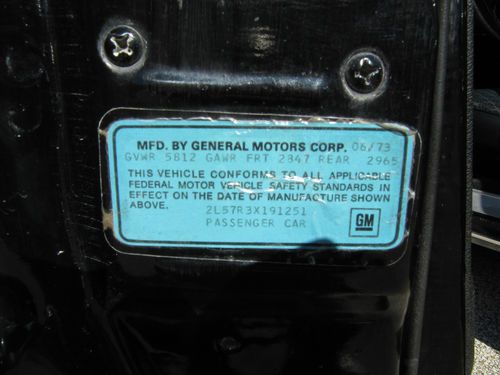 MFD. BY GENERAL MOTORS CORP. 06/73
GVWR 5812 GAWR FRT 2847 REAR 2965
THIS VEHICLE CONFORMS TO ALL APPLICABLE
FEDERAL MOTOR VEHICLE SAFETY STANDARDS IN
EFFECT ON THE DATE OF MANUFACTURE SHOWN
ABOVE.
2L57R3X191251
PASSENGER CAR
GM